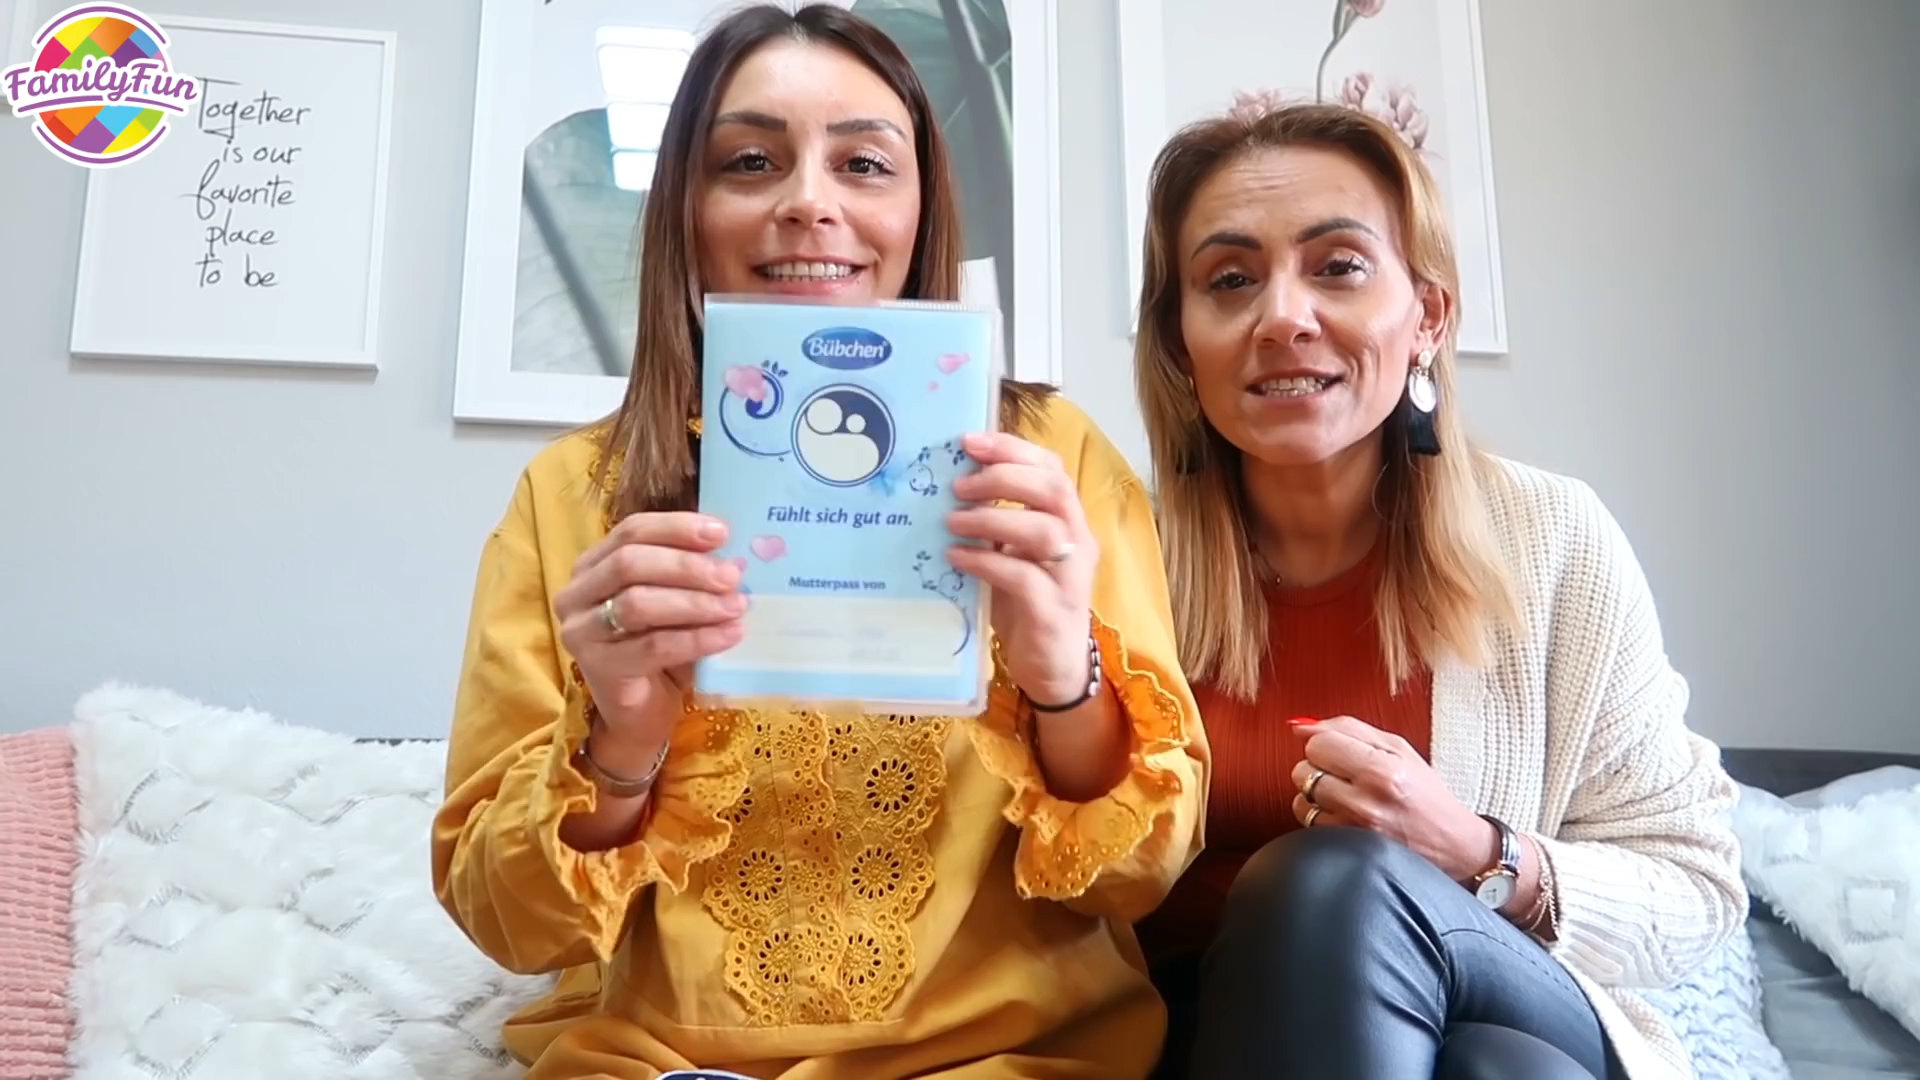 FamilyFun
Together
is our
favorite
place
to be
Bübchen
Fühlt sich gut an.
Mutterpass von